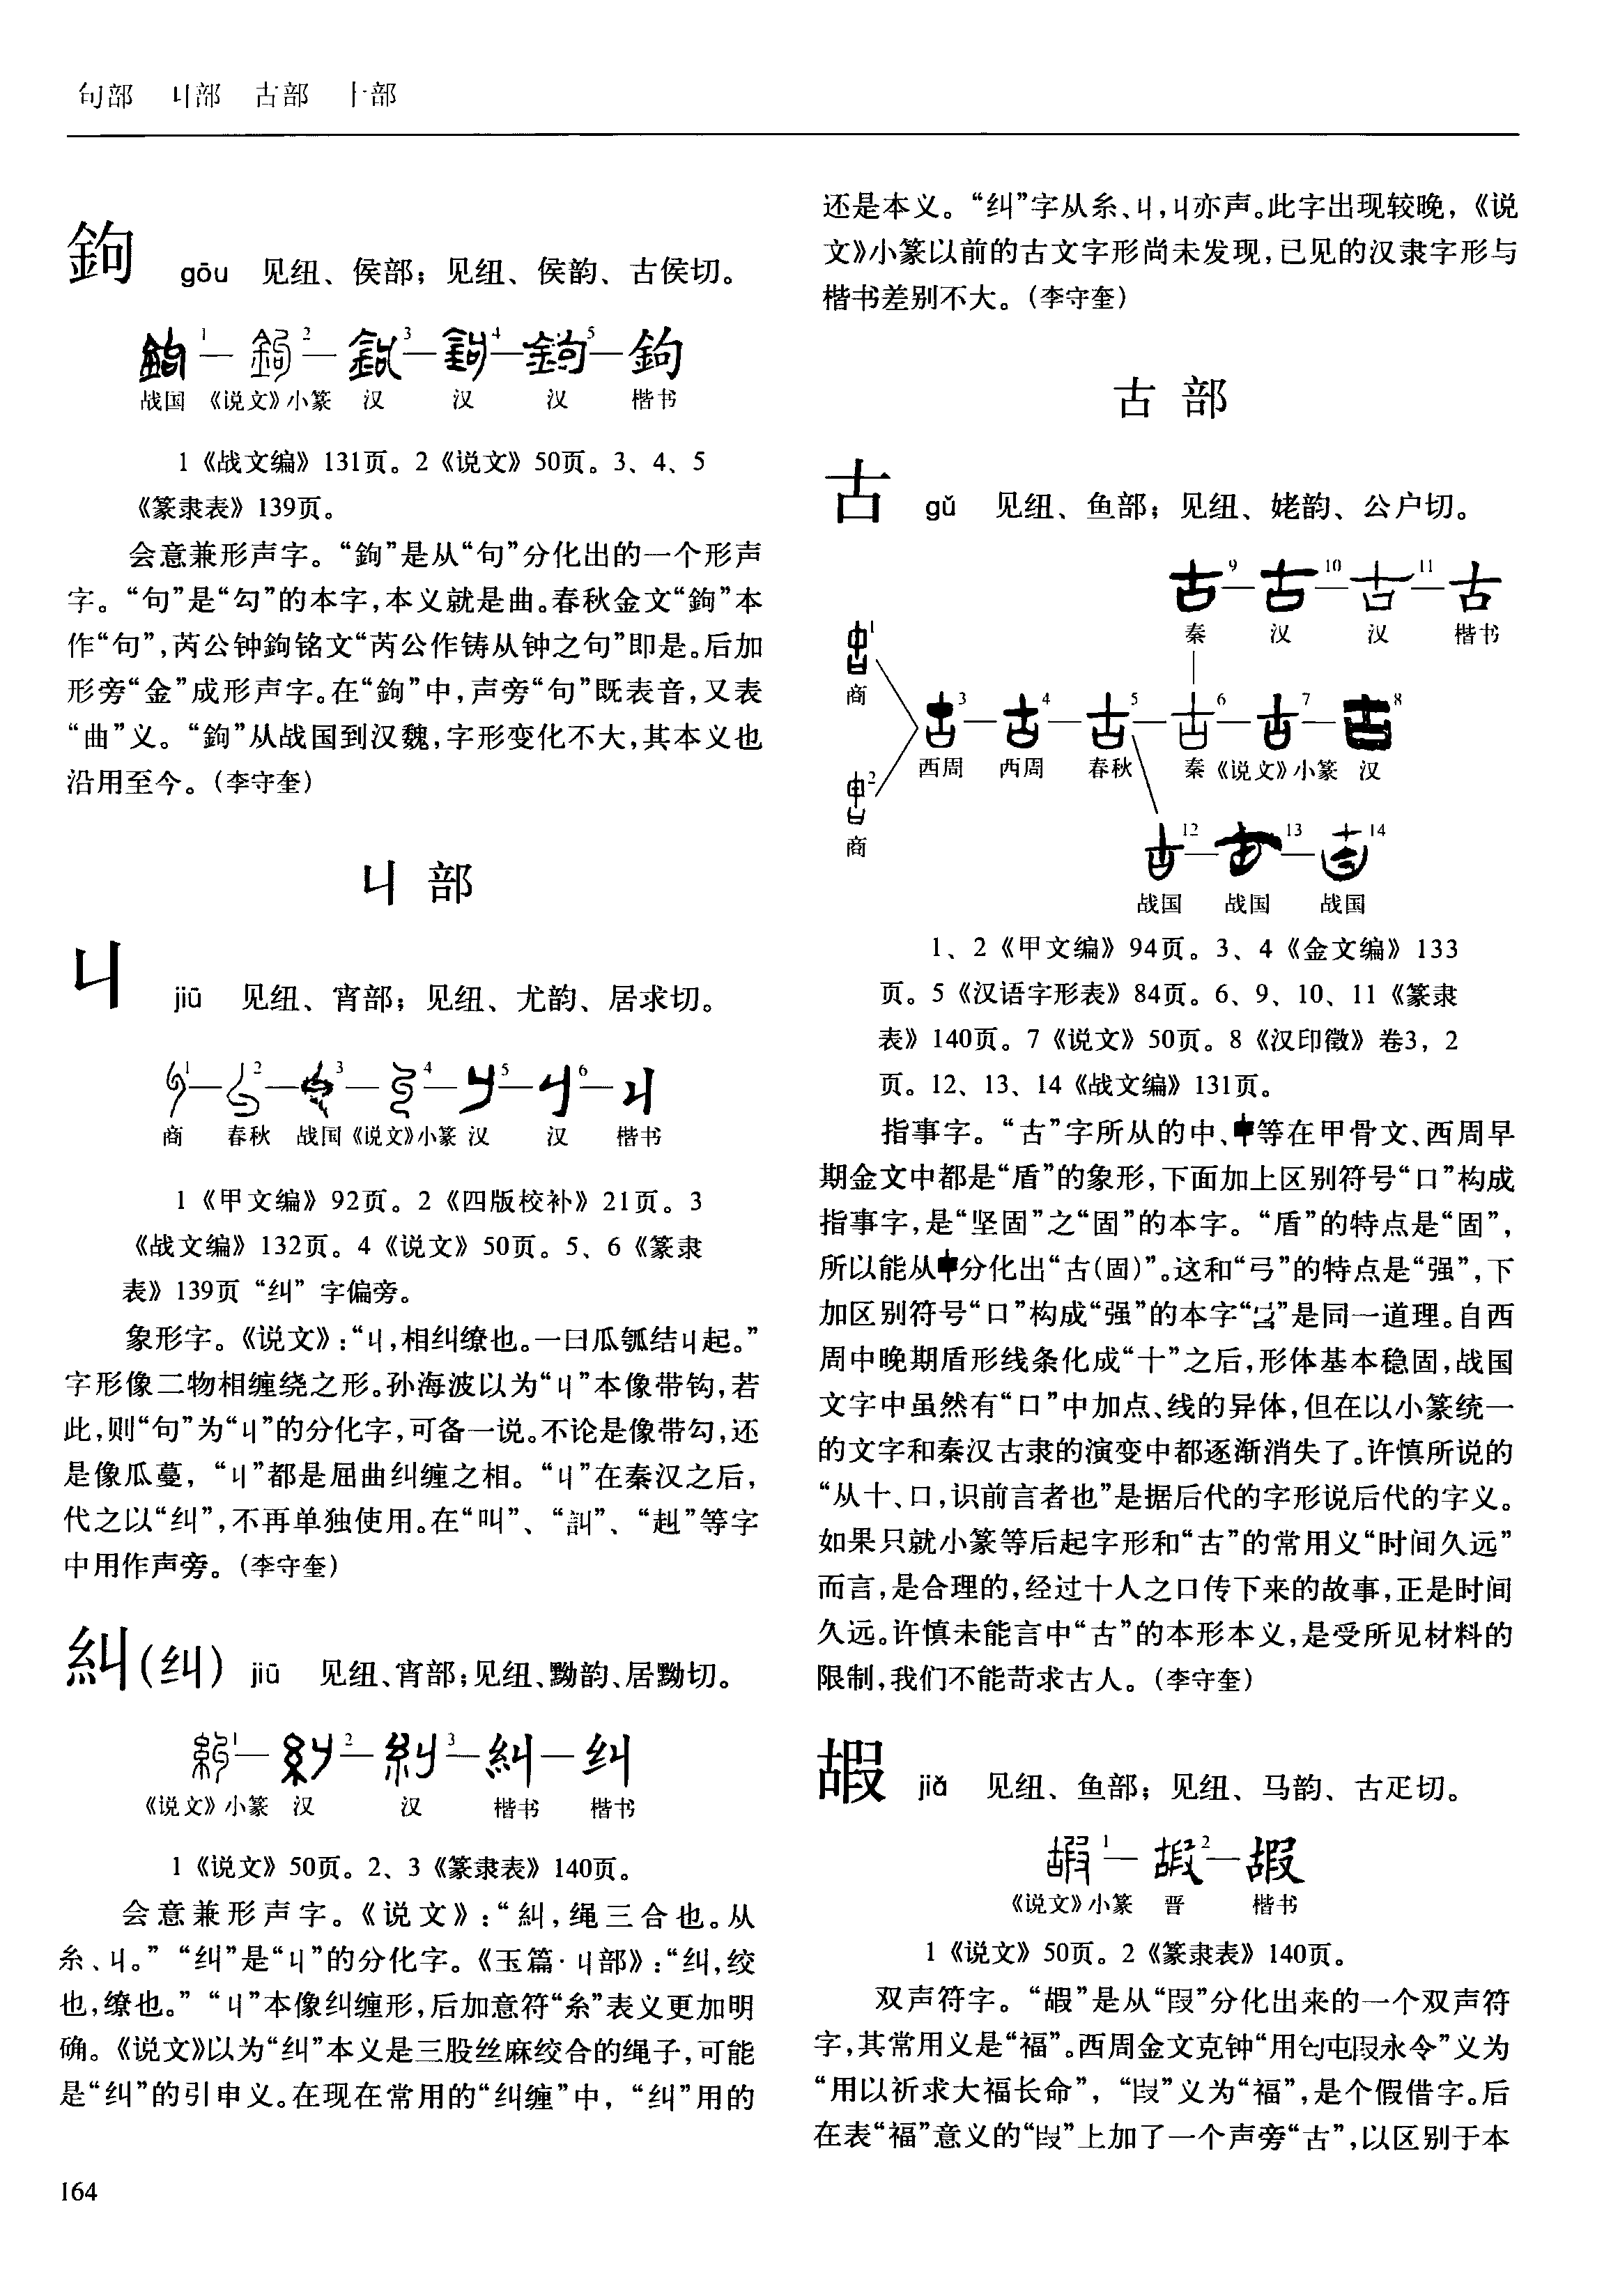 句部 丩部 古部 十部
鉤 gōu 见纽、侯部；见纽、侯韵、古侯切。
1 2 3 4 5 鉤
战国 《说文》小篆 汉 汉 汉 楷书
1《战文编》131页。2《说文》50页。3、4、5
《篆隶表》139页。
会意兼形声字。“鉤”是从“句”分化出的一个形声
字。“句”是“勾”的本字，本义就是曲。春秋金文“鉤”本
作“句”，芮公钟鉤铭文“芮公作铸从钟之句”即是。后加
形旁“金”成形声字。在“鉤”中，声旁“句”既表音，又表
“曲”义。“鉤”从战国到汉魏，字形变化不大，其本义也
沿用至今。（李守奎）
丩部
丩 jiū 见纽、宵部；见纽、尤韵、居求切。
1 2 3 4 5 6 丩
商 春秋 战国《说文》小篆 汉 汉 楷书
1《甲文编》92页。2《四版校补》21页。3
《战文编》132页。4《说文》50页。5、6《篆隶
表》139页“纠”字偏旁。
象形字。《说文》：“丩，相纠缭也。一曰瓜瓠结丩起。”
字形像二物相缠绕之形。孙海波以为“丩”本像带钩，若
此，则“句”为“丩”的分化字，可备一说。不论是像带勾，还
是像瓜蔓，“丩”都是屈曲纠缠之相。“丩”在秦汉之后，
代之以“纠”，不再单独使用。在“叫”、“訆”、“赳”等字
中用作声旁。（李守奎）
糾（纠） jiū 见纽、宵部；见纽、黝韵、居黝切。
1 2 3 糾 纠
《说文》小篆 汉 汉 楷书 楷书
1《说文》50页。2、3《篆隶表》140页。
会意兼形声字。《说文》：“糾，绳三合也。从
糸、丩。”“纠”是“丩”的分化字。《玉篇·丩部》：“纠，绞
也，缭也。”“丩”本像纠缠形，后加意符“糸”表义更加明
确。《说文》以为“纠”本义是三股丝麻绞合的绳子，可能
是“纠”的引申义。在现在常用的“纠缠”中，“纠”用的
164
还是本义。“纠”字从糸、丩，丩亦声。此字出现较晚，《说
文》小篆以前的古文字形尚未发现，已见的汉隶字形与
楷书差别不大。（李守奎）
古部
古 gǔ 见纽、鱼部；见纽、姥韵、公户切。
9 10 11 古
秦 汉 汉 楷书
1
商
3 4 5 6 7 8
西周 西周 春秋 秦《说文》小篆 汉
2
商
12 13 14
战国 战国 战国
1、2《甲文编》94页。3、4《金文编》133
页。5《汉语字形表》84页。6、9、10、11《篆隶
表》140页。7《说文》50页。8《汉印徵》卷3，2
页。12、13、14《战文编》131页。
指事字。“古”字所从的中、等在甲骨文、西周早
期金文中都是“盾”的象形，下面加上区别符号“口”构成
指事字，是“坚固”之“固”的本字。“盾”的特点是“固”，
所以能从分化出“古（固）”。这和“弓”的特点是“强”，下
加区别符号“口”构成“强”的本字“”是同一道理。自西
周中晚期盾形线条化成“十”之后，形体基本稳固，战国
文字中虽然有“口”中加点、线的异体，但在以小篆统一
的文字和秦汉古隶的演变中都逐渐消失了。许慎所说的
“从十、口，识前言者也”是据后代的字形说后代的字义。
如果只就小篆等后起字形和“古”的常用义“时间久远”
而言，是合理的，经过十人之口传下来的故事，正是时间
久远。许慎未能言中“古”的本形本义，是受所见材料的
限制，我们不能苛求古人。（李守奎）
嘏 jiǎ 见纽、鱼部；见纽、马韵、古疋切。
1 2 嘏
《说文》小篆 晋 楷书
1《说文》50页。2《篆隶表》140页。
双声符字。“嘏”是从“叚”分化出来的一个双声符
字，其常用义是“福”。西周金文克钟“用匄屯叚永令”义为
“用以祈求大福长命”，“叚”义为“福”，是个假借字。后
在表“福”意义的“叚”上加了一个声旁“古”，以区别于本